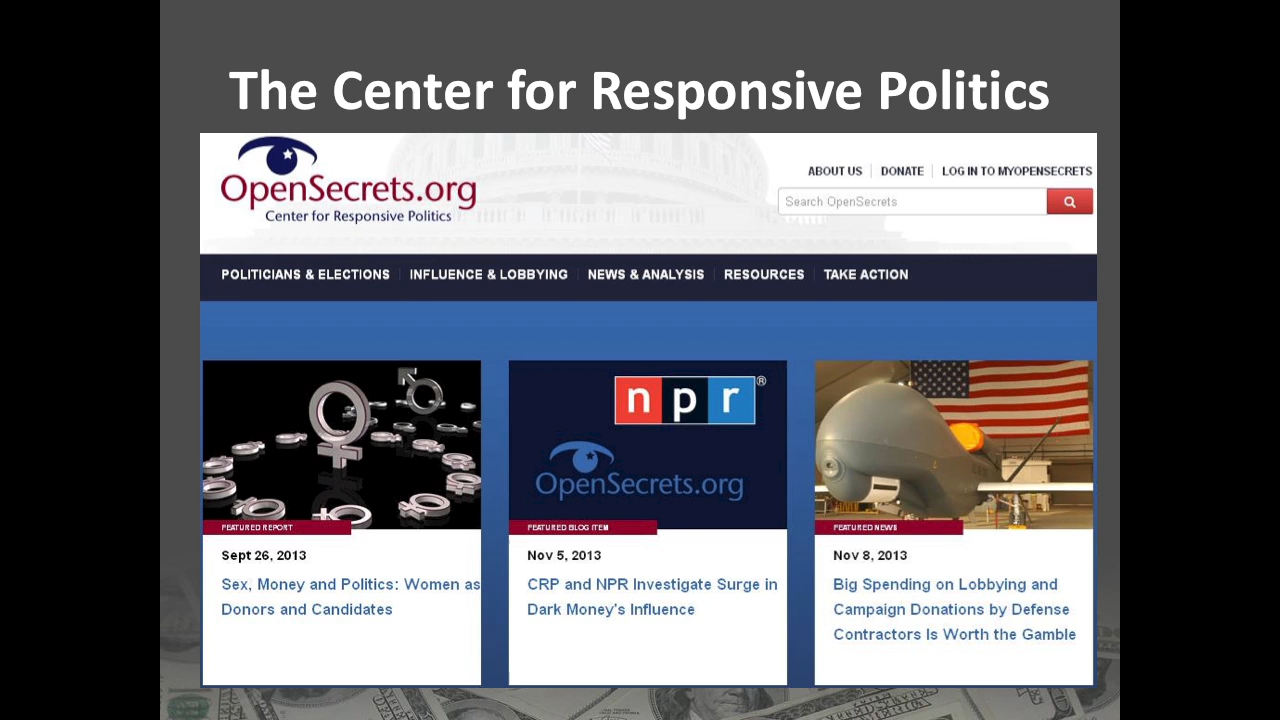 The Center for Responsive Politics
OpenSecrets.org
Center for Responsive Politics
ABOUT US
DONATE
LOG IN TO MYOPENSECRETS
Search OpenSecrets
POLITICIANS & ELECTIONS
INFLUENCE & LOBBYING
NEWS & ANALYSIS
RESOURCES
TAKE ACTION
FEATURED REPORT
Sept 26, 2013
Sex, Money and Politics: Women as
Donors and Candidates
npr®
OpenSecrets.org
FEATURED BLOG ITEM
Nov 5, 2013
CRP and NPR Investigate Surge in
Dark Money's Influence
FEATURED NEWS
Nov 8, 2013
Big Spending on Lobbying and
Campaign Donations by Defense
Contractors Is Worth the Gamble